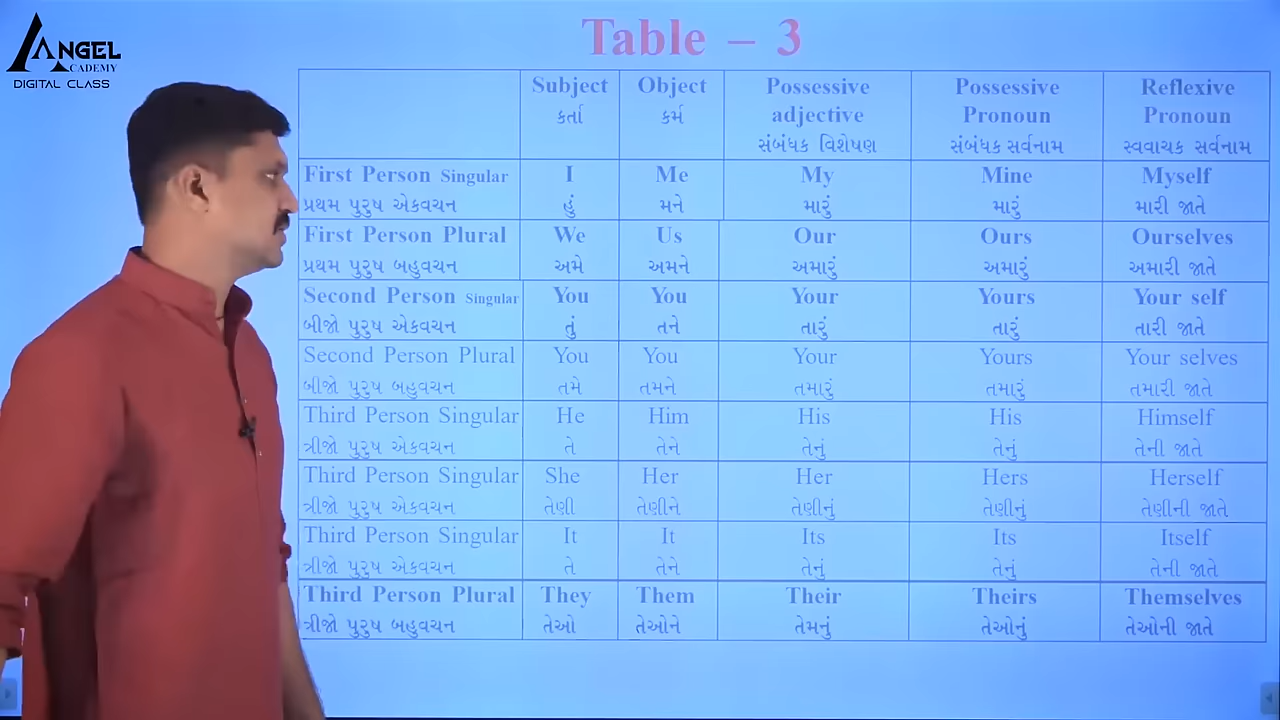 ANGEL
ACADEMY
DIGITAL CLASS
Table – 3
Subject Object Possessive adjective Possessive Pronoun Reflexive Pronoun
કર્તા કર્મ સંબંધક વિશેષણ સંબંધક સર્વનામ સ્વવાચક સર્વનામ
First Person Singular I Me My Mine Myself
પ્રથમ પુરુષ એકવચન હું મને મારું મારું મારી જાતે
First Person Plural We Us Our Ours Ourselves
પ્રથમ પુરુષ બહુવચન અમે અમને અમારું અમારું અમારી જાતે
Second Person Singular You You Your Yours Your self
બીજો પુરુષ એકવચન તું તને તારું તારું તારી જાતે
Second Person Plural You You Your Yours Your selves
બીજો પુરુષ બહુવચન તમે તમને તમારું તમારું તમારી જાતે
Third Person Singular He Him His His Himself
ત્રીજો પુરુષ એકવચન તે તેને તેનું તેનું તેની જાતે
Third Person Singular She Her Her Hers Herself
ત્રીજો પુરુષ એકવચન તેણી તેણીને તેણીનું તેણીનું તેણીની જાતે
Third Person Singular It It Its Its Itself
ત્રીજો પુરુષ એકવચન તે તેને તેનું તેનું તેની જાતે
Third Person Plural They Them Their Theirs Themselves
ત્રીજો પુરુષ બહુવચન તેઓ તેઓને તેમનું તેઓનું તેઓની જાતે